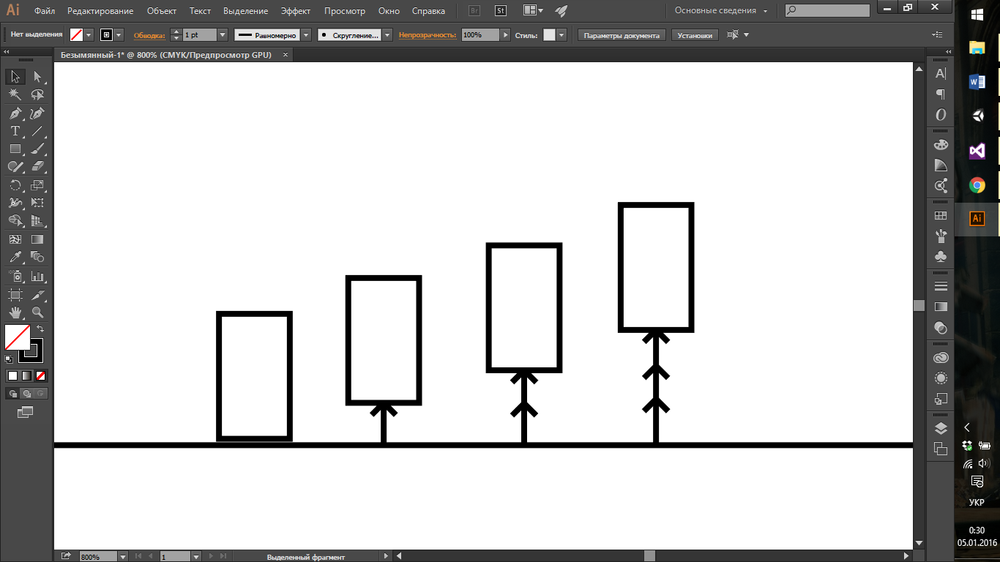 Ai Файл Редактирование Объект Текст Выделение Эффект Просмотр Окно Справка Br St Основные сведения
Нет выделения Обводка: 1 pt Равномерно Скругление... Непрозрачность: 100% Стиль: Параметры документа Установки
Безымянный-1* @ 800% (CMYK/Предпросмотр GPU) ×
T
A
O
Ai
УКР
0:30
05.01.2016
800% 1 Выделенный фрагмент